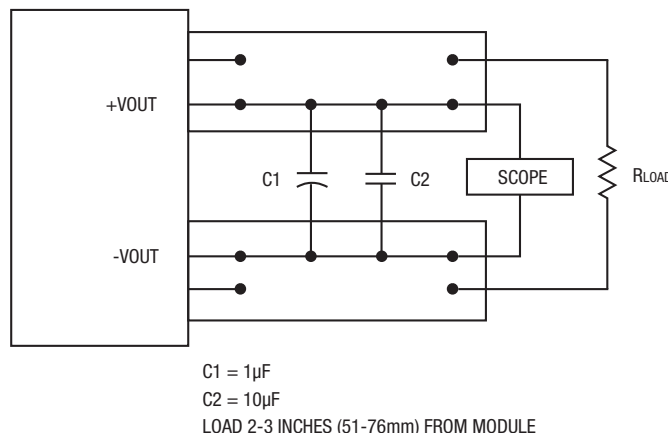 +VOUT
C1
C2
SCOPE
RLOAD
-VOUT
C1 = 1µF
C2 = 10µF
LOAD 2-3 INCHES (51-76mm) FROM MODULE